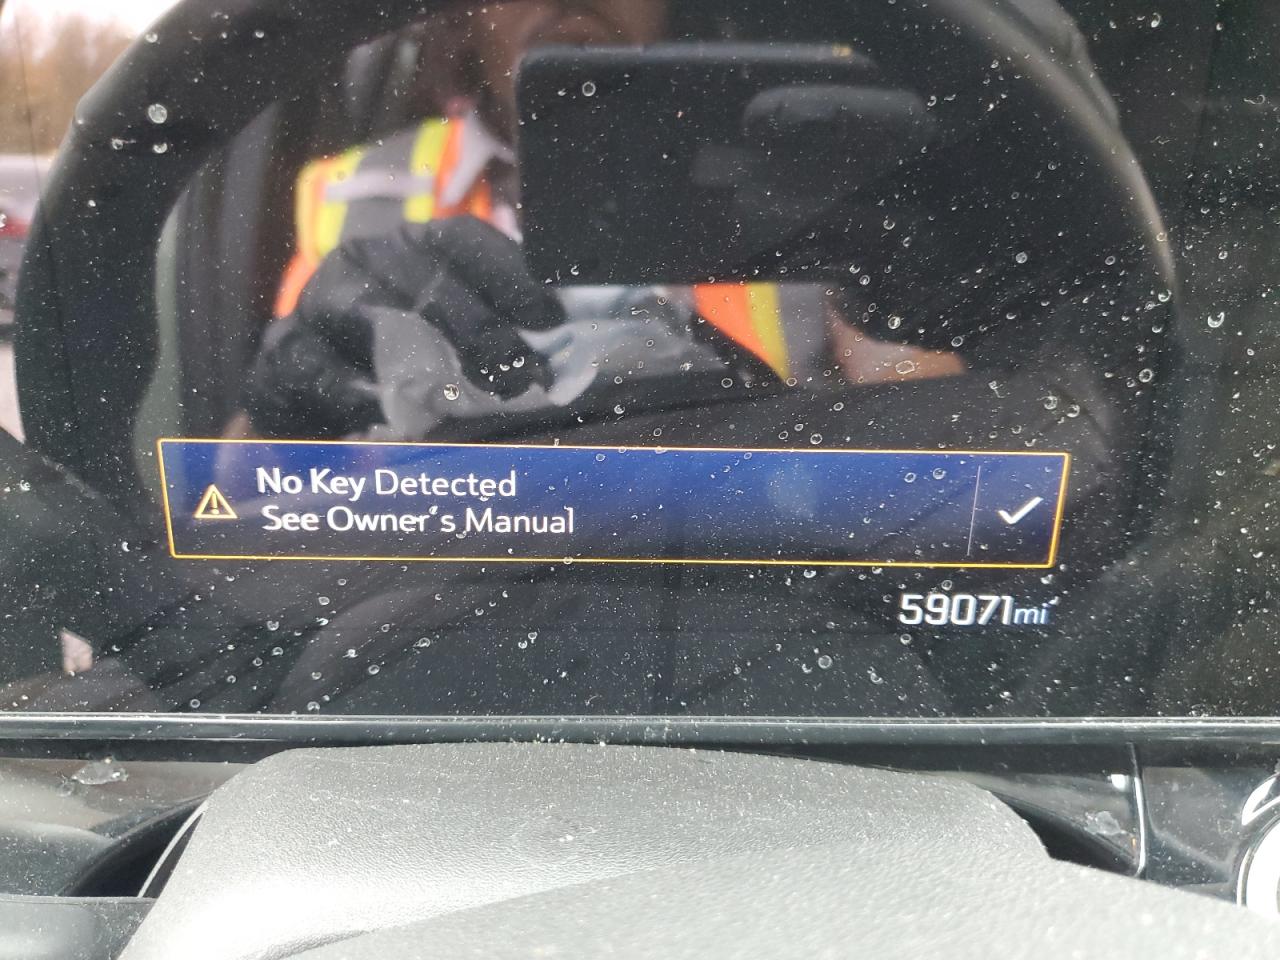 No Key Detected
See Owner's Manual
59071mi